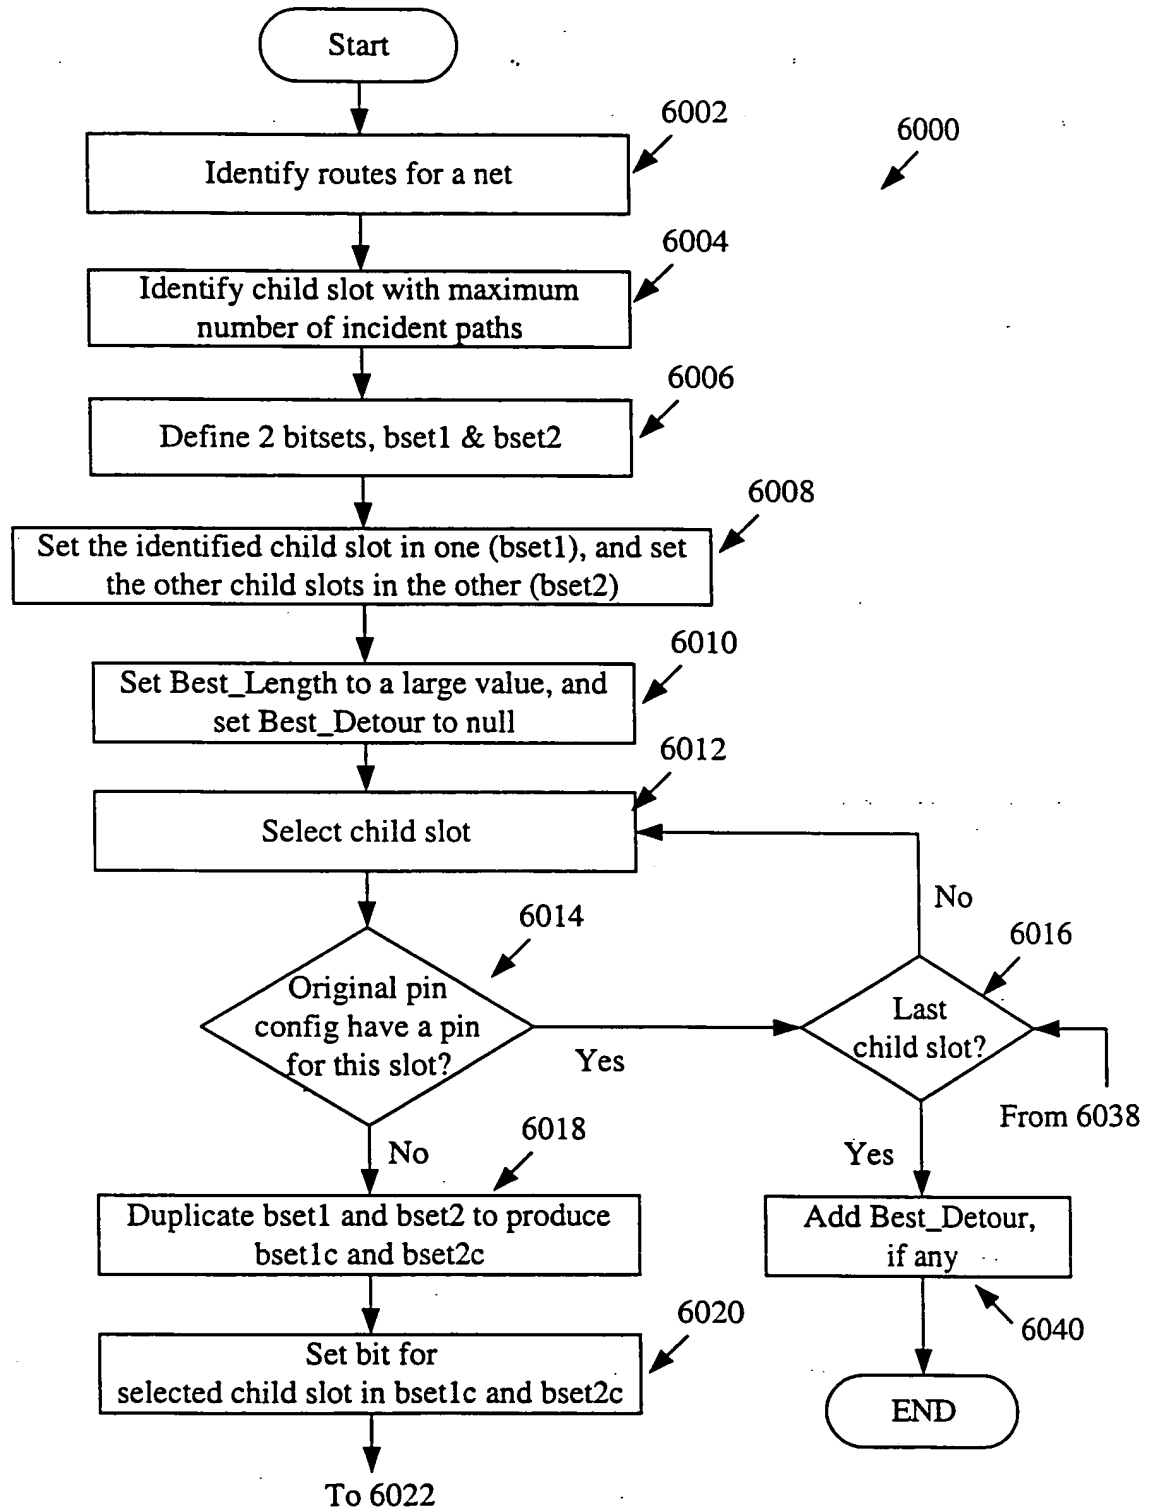 Start
6002
6000
Identify routes for a net
6004
Identify child slot with maximum
number of incident paths
6006
Define 2 bitsets, bset1 & bset2
6008
Set the identified child slot in one (bset1), and set
the other child slots in the other (bset2)
6010
Set Best_Length to a large value, and
set Best_Detour to null
6012
Select child slot
No
6014
6016
Original pin
config have a pin
for this slot?
Last
child slot?
Yes
From 6038
6018
No
Yes
Duplicate bset1 and bset2 to produce
bset1c and bset2c
Add Best_Detour,
if any
6020
6040
Set bit for
selected child slot in bset1c and bset2c
END
To 6022